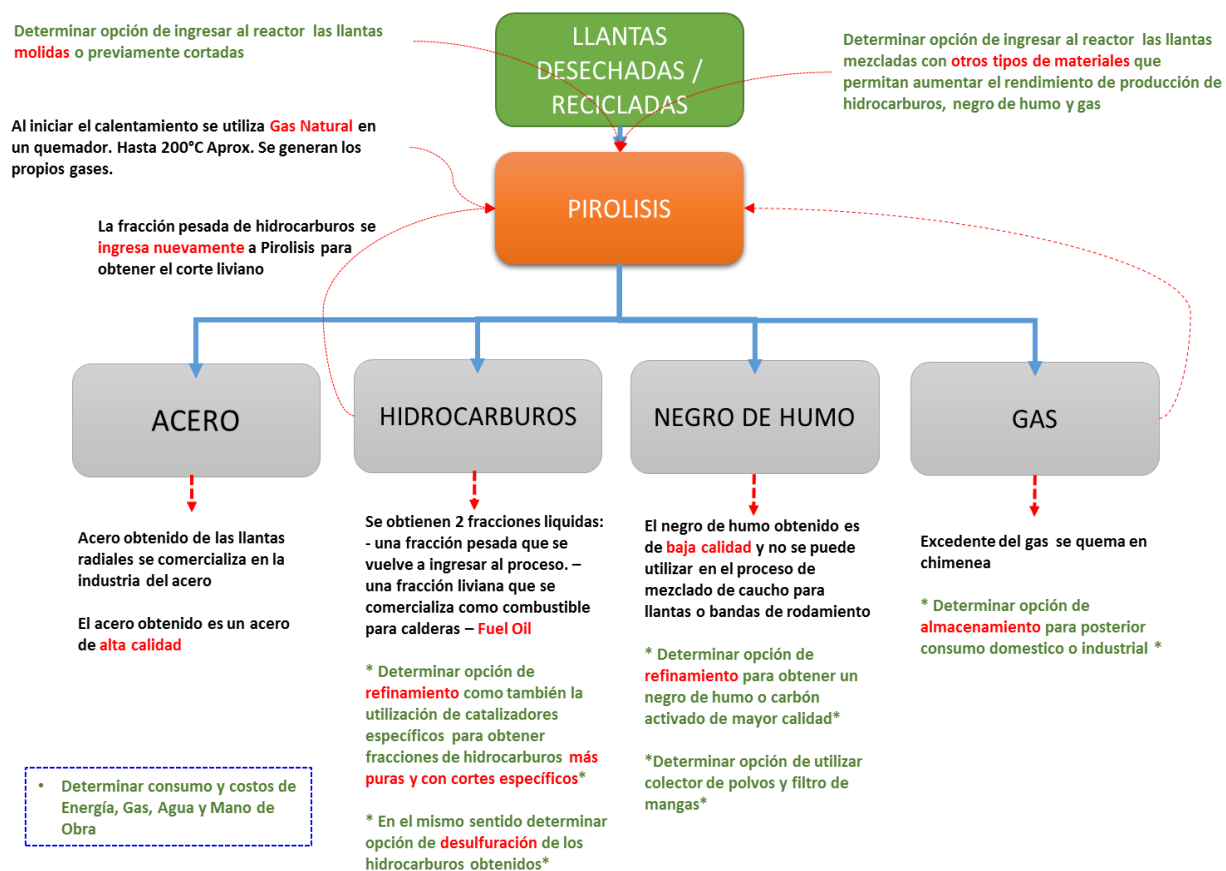 Determinar opción de ingresar al reactor las llantas
molidas o previamente cortadas
LLANTAS
DESECHADAS /
RECICLADAS
Determinar opción de ingresar al reactor las llantas
mezcladas con otros tipos de materiales que
permitan aumentar el rendimiento de producción de
hidrocarburos, negro de humo y gas
Al iniciar el calentamiento se utiliza Gas Natural en
un quemador. Hasta 200°C Aprox. Se generan los
propios gases.
PIROLISIS
La fracción pesada de hidrocarburos se
ingresa nuevamente a Pirolisis para
obtener el corte liviano
ACERO
HIDROCARBUROS
NEGRO DE HUMO
GAS
Acero obtenido de las llantas
radiales se comercializa en la
industria del acero
El acero obtenido es un acero
de alta calidad
Se obtienen 2 fracciones liquidas:
- una fracción pesada que se
vuelve a ingresar al proceso. –
una fracción liviana que se
comercializa como combustible
para calderas – Fuel Oil
* Determinar opción de
refinamiento como también la
utilización de catalizadores
específicos para obtener
fracciones de hidrocarburos más
puras y con cortes específicos*
* En el mismo sentido determinar
opción de desulfuración de los
hidrocarburos obtenidos*
El negro de humo obtenido es
de baja calidad y no se puede
utilizar en el proceso de
mezclado de caucho para
llantas o bandas de rodamiento
* Determinar opción de
refinamiento para obtener un
negro de humo o carbón
activado de mayor calidad*
*Determinar opción de utilizar
colector de polvos y filtro de
mangas*
Excedente del gas se quema en
chimenea
* Determinar opción de
almacenamiento para posterior
consumo domestico o industrial *
• Determinar consumo y costos de
Energía, Gas, Agua y Mano de
Obra